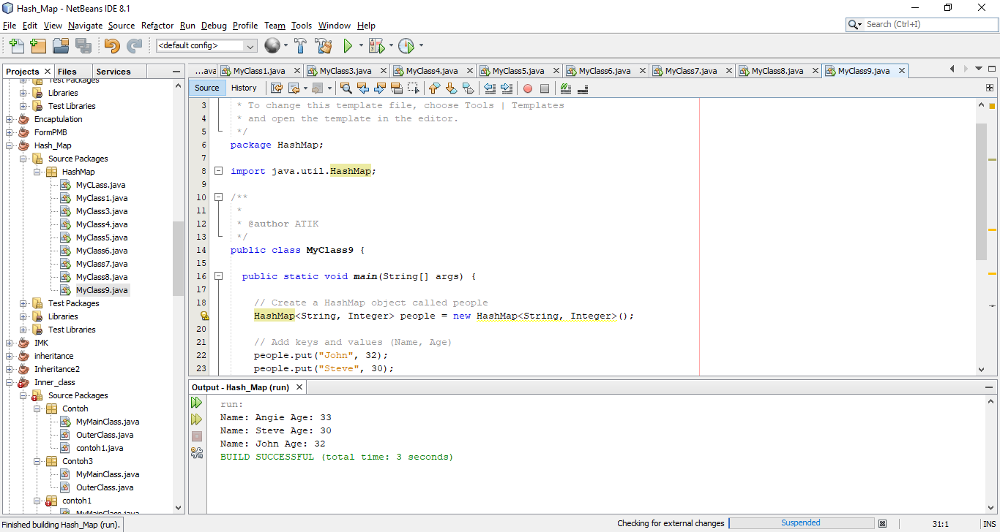 Hash_Map - NetBeans IDE 8.1
File Edit View Navigate Source Refactor Run Debug Profile Team Tools Window Help
Search (Ctrl+I)
<default config>
Projects Files Services
Test Packages
Libraries
Test Libraries
Encaptulation
FormPMB
Hash_Map
Source Packages
HashMap
MyCLass.java
MyClass1.java
MyClass3.java
MyClass4.java
MyClass5.java
MyClass6.java
MyClass7.java
MyClass8.java
MyClass9.java
Test Packages
Libraries
Test Libraries
IMK
inheritance
Inheritance2
Inner_class
Source Packages
Contoh
MyMainClass.java
OuterClass.java
contoh1.java
Contoh3
MyMainClass.java
OuterClass.java
contoh1
MyMainClass.java
...ava MyClass1.java MyClass3.java MyClass4.java MyClass5.java MyClass6.java MyClass7.java MyClass8.java MyClass9.java
Source History
3 * To change this template file, choose Tools | Templates
4 * and open the template in the editor.
5 */
6 package HashMap;
7
8 import java.util.HashMap;
9
10 /**
11 *
12 * @author ATIK
13 */
14 public class MyClass9 {
15
16 public static void main(String[] args) {
17
18 // Create a HashMap object called people
HashMap<String, Integer> people = new HashMap<String, Integer>();
20
21 // Add keys and values (Name, Age)
22 people.put("John", 32);
23 people.put("Steve", 30);
Output - Hash_Map (run)
run:
Name: Angie Age: 33
Name: Steve Age: 30
Name: John Age: 32
BUILD SUCCESSFUL (total time: 3 seconds)
Finished building Hash_Map (run).
Checking for external changes Suspended 31:1 INS